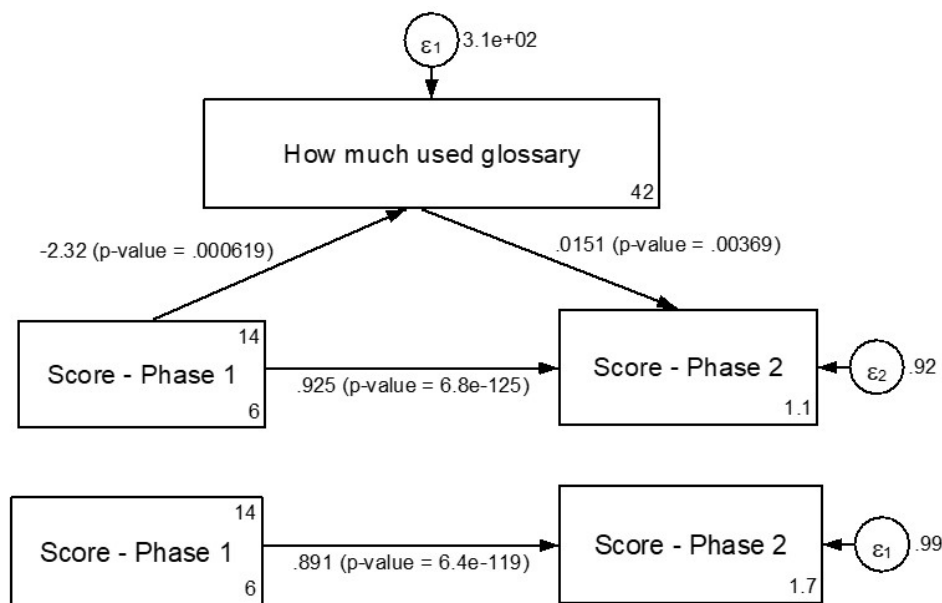 ε1 3.1e+02
How much used glossary
42
-2.32 (p-value = .000619)
.0151 (p-value = .00369)
14
Score - Phase 1
6
.925 (p-value = 6.8e-125)
Score - Phase 2
1.1
ε2 .92
14
Score - Phase 1
6
.891 (p-value = 6.4e-119)
Score - Phase 2
1.7
ε1 .99